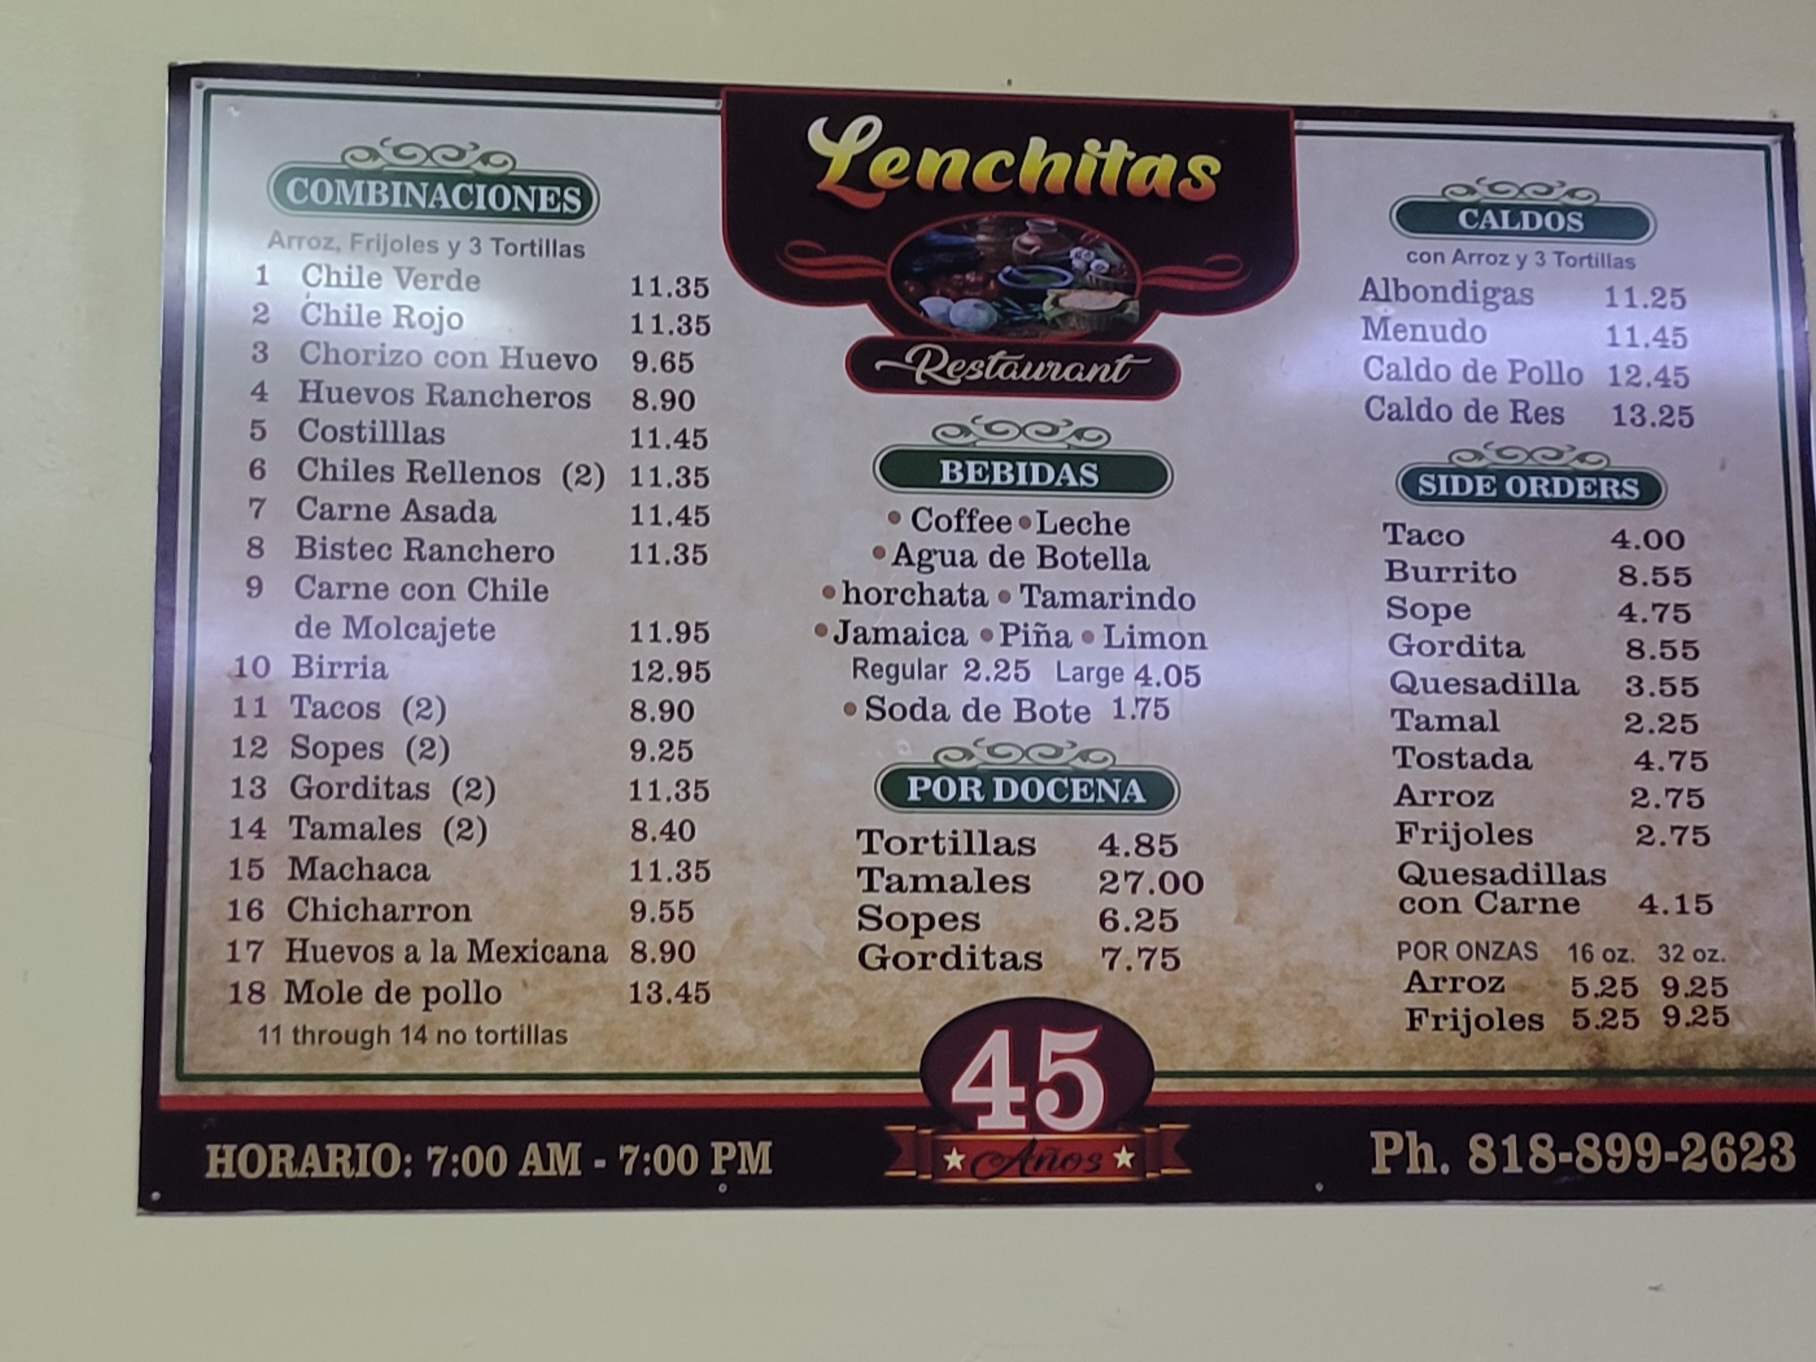 Lenchitas
Restaurant
COMBINACIONES
Arroz, Frijoles y 3 Tortillas
1 Chile Verde 11.35
2 Chile Rojo 11.35
3 Chorizo con Huevo 9.65
4 Huevos Rancheros 8.90
5 Costilllas 11.45
6 Chiles Rellenos (2) 11.35
7 Carne Asada 11.45
8 Bistec Ranchero 11.35
9 Carne con Chile
de Molcajete 11.95
10 Birria 12.95
11 Tacos (2) 8.90
12 Sopes (2) 9.25
13 Gorditas (2) 11.35
14 Tamales (2) 8.40
15 Machaca 11.35
16 Chicharron 9.55
17 Huevos a la Mexicana 8.90
18 Mole de pollo 13.45
11 through 14 no tortillas
BEBIDAS
• Coffee • Leche
• Agua de Botella
• horchata • Tamarindo
• Jamaica • Piña • Limon
Regular 2.25 Large 4.05
• Soda de Bote 1.75
POR DOCENA
Tortillas 4.85
Tamales 27.00
Sopes 6.25
Gorditas 7.75
CALDOS
con Arroz y 3 Tortillas
Albondigas 11.25
Menudo 11.45
Caldo de Pollo 12.45
Caldo de Res 13.25
SIDE ORDERS
Taco 4.00
Burrito 8.55
Sope 4.75
Gordita 8.55
Quesadilla 3.55
Tamal 2.25
Tostada 4.75
Arroz 2.75
Frijoles 2.75
Quesadillas
con Carne 4.15
POR ONZAS 16 oz. 32 oz.
Arroz 5.25 9.25
Frijoles 5.25 9.25
HORARIO: 7:00 AM - 7:00 PM
45
Años
Ph. 818-899-2623